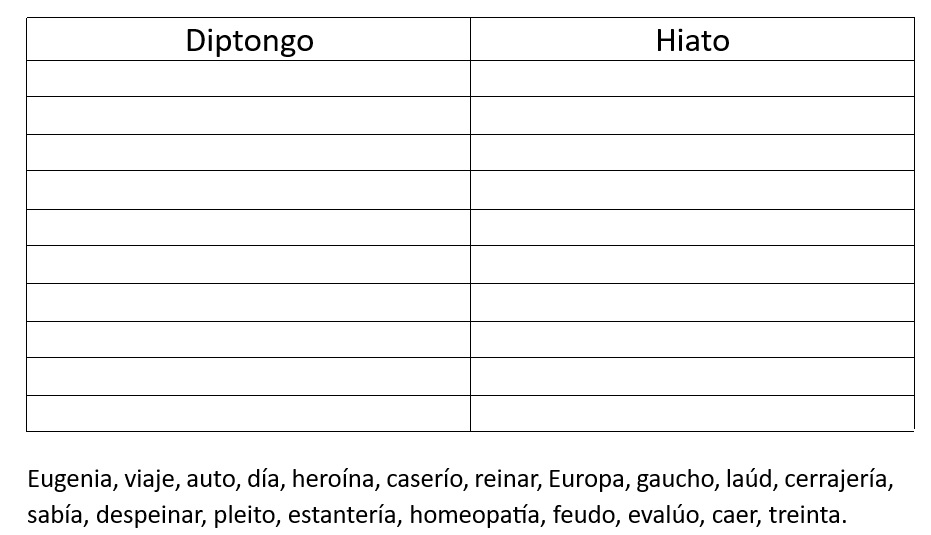 Diptongo Hiato
Eugenia, viaje, auto, día, heroína, caserío, reinar, Europa, gaucho, laúd, cerrajería,
sabía, despeinar, pleito, estantería, homeopatía, feudo, evalúo, caer, treinta.